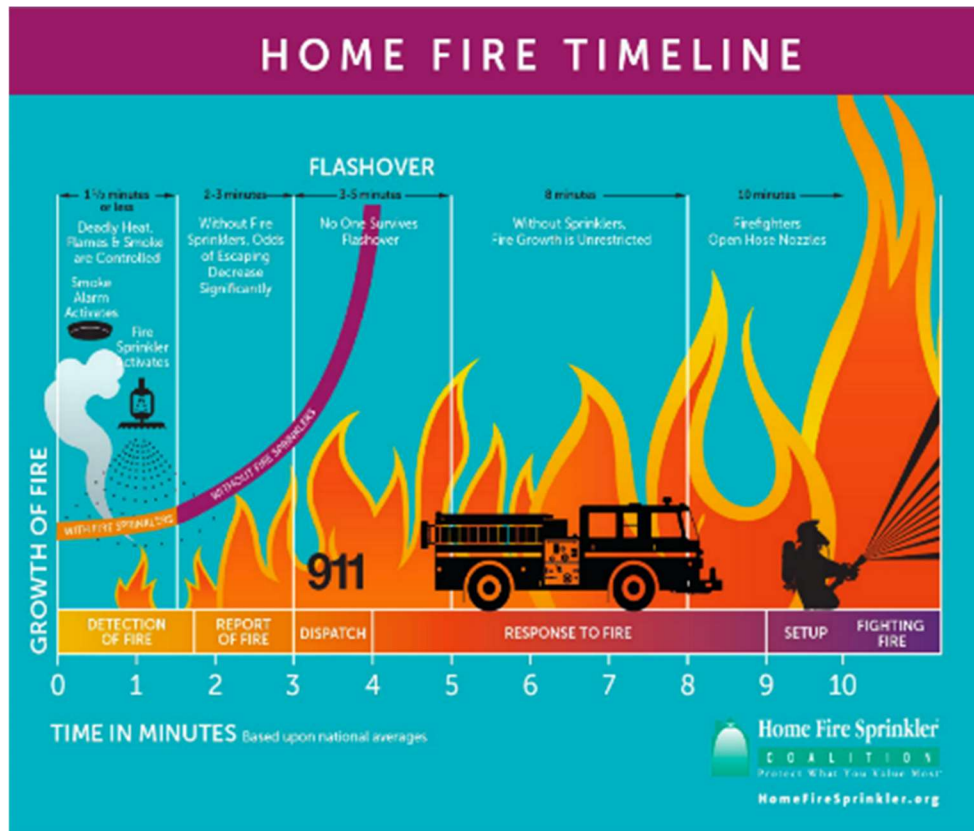 HOME FIRE TIMELINE
FLASHOVER
1½ minutes
or less
Deadly Heat,
Flames & Smoke
are Controlled
Smoke
Alarm
Activates
Fire
Sprinkler
Activates
2-3 minutes
Without Fire
Sprinklers, Odds
of Escaping
Decrease
Significantly
3-5 minutes
No One Survives
Flashover
8 minutes
Without Sprinklers,
Fire Growth is Unrestricted
10 minutes
Firefighters
Open Hose Nozzles
GROWTH OF FIRE
WITH FIRE SPRINKLERS
WITHOUT FIRE SPRINKLERS
911
DETECTION
OF FIRE
REPORT
OF FIRE
DISPATCH
RESPONSE TO FIRE
SETUP
FIGHTING
FIRE
0 1 2 3 4 5 6 7 8 9 10
TIME IN MINUTES Based upon national averages
Home Fire Sprinkler
COALITION
Protect What You Value Most
HomeFireSprinkler.org